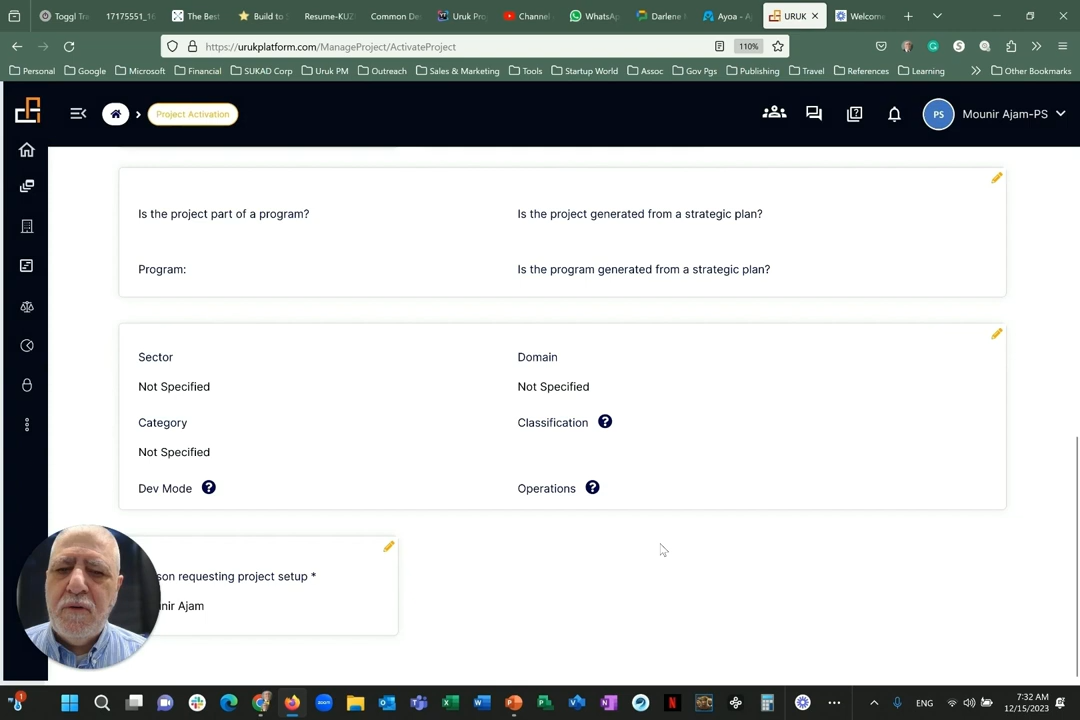 Toggl Tra
17175551_16
The Best
Build to
Resume-KUZ
Common De
Uruk Pro
Channel
WhatsAp
Darlene
Ayoa - A
URUK
Welcome
https://urukplatform.com/ManageProject/ActivateProject
110%
Personal
Google
Microsoft
Financial
SUKAD Corp
Uruk PM
Outreach
Sales & Marketing
Tools
Startup World
Assoc
Gov Pgs
Publishing
Travel
References
Learning
Other Bookmarks
Project Activation
PS
Mounir Ajam-PS
Is the project part of a program?
Is the project generated from a strategic plan?
Program:
Is the program generated from a strategic plan?
Sector
Domain
Not Specified
Not Specified
Category
Classification ?
Not Specified
Dev Mode ?
Operations ?
son requesting project setup *
nir Ajam
zoom
ENG
7:32 AM
12/15/2023